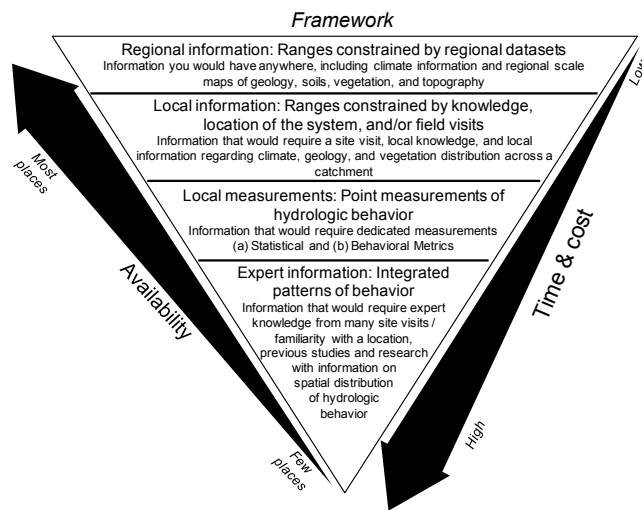 Framework
Regional information: Ranges constrained by regional datasets
Information you would have anywhere, including climate information and regional scale
maps of geology, soils, vegetation, and topography
Low
Local information: Ranges constrained by knowledge,
location of the system, and/or field visits
Information that would require a site visit, local knowledge, and local
information regarding climate, geology, and vegetation distribution across a
catchment
Most
places
Local measurements: Point measurements of
hydrologic behavior
Information that would require dedicated measurements
(a) Statistical and (b) Behavioral Metrics
Availability
Time & cost
Expert information: Integrated
patterns of behavior
Information that would require expert
knowledge from many site visits /
familiarity with a location,
previous studies and research
with information on
spatial distribution
of hydrologic
behavior
High
Few
places